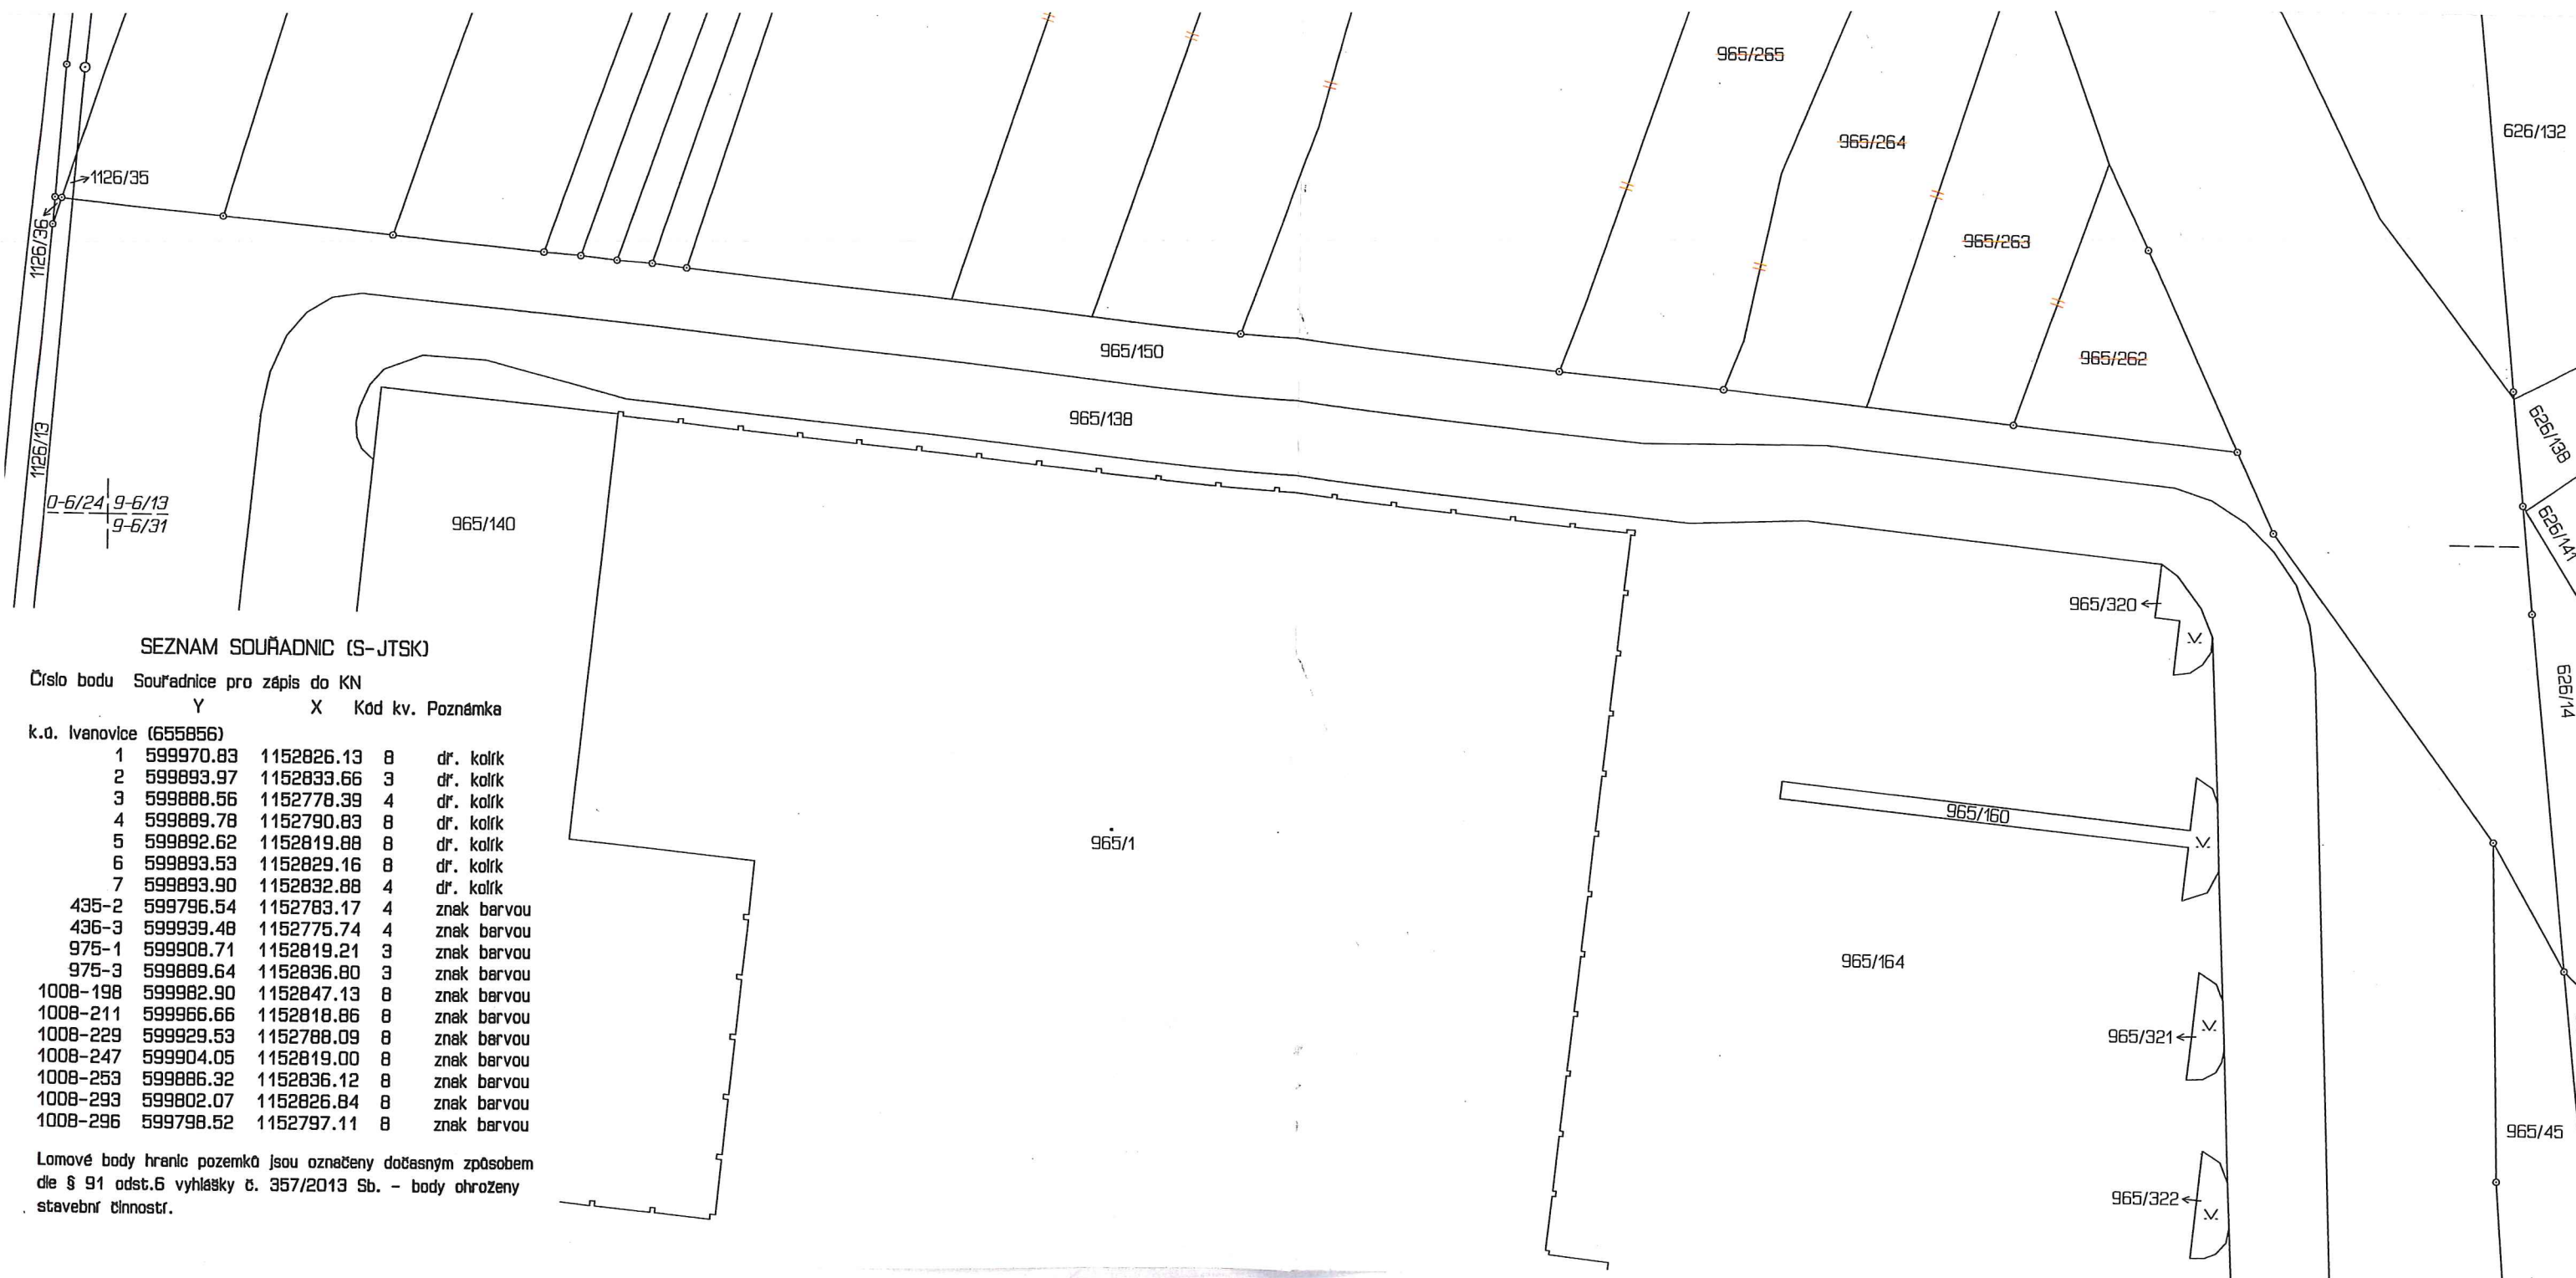 965/265
626/132
965/264
1126/35
1126/36
965/263
965/150
965/262
965/138
626/138
1126/13
0-6/24 9-6/13
9-6/31
965/140
626/141
965/320
626/14
SEZNAM SOUŘADNIC (S-JTSK)
Číslo bodu Souřadnice pro zápis do KN
Y X Kód kv. Poznámka
k.ú. Ivanovice (655856)
1 599970.83 1152826.13 8 dř. kolík
2 599893.97 1152833.66 3 dř. kolík
3 599888.56 1152778.39 4 dř. kolík
4 599889.78 1152790.83 8 dř. kolík
5 599892.62 1152819.88 8 dř. kolík
6 599893.53 1152829.16 8 dř. kolík
7 599893.90 1152832.88 4 dř. kolík
435-2 599796.54 1152783.17 4 znak barvou
436-3 599939.48 1152775.74 4 znak barvou
975-1 599908.71 1152819.21 3 znak barvou
975-3 599889.64 1152836.80 3 znak barvou
1008-198 599982.90 1152847.13 8 znak barvou
1008-211 599966.66 1152818.86 8 znak barvou
1008-229 599929.53 1152788.09 8 znak barvou
1008-247 599904.05 1152819.00 8 znak barvou
1008-253 599886.32 1152836.12 8 znak barvou
1008-293 599802.07 1152826.84 8 znak barvou
1008-296 599798.52 1152797.11 8 znak barvou
Lomové body hranic pozemků jsou označeny dočasným způsobem
dle § 91 odst.6 vyhlášky č. 357/2013 Sb. - body ohroženy
stavební činností.
965/1
965/160
965/164
965/321
965/45
965/322